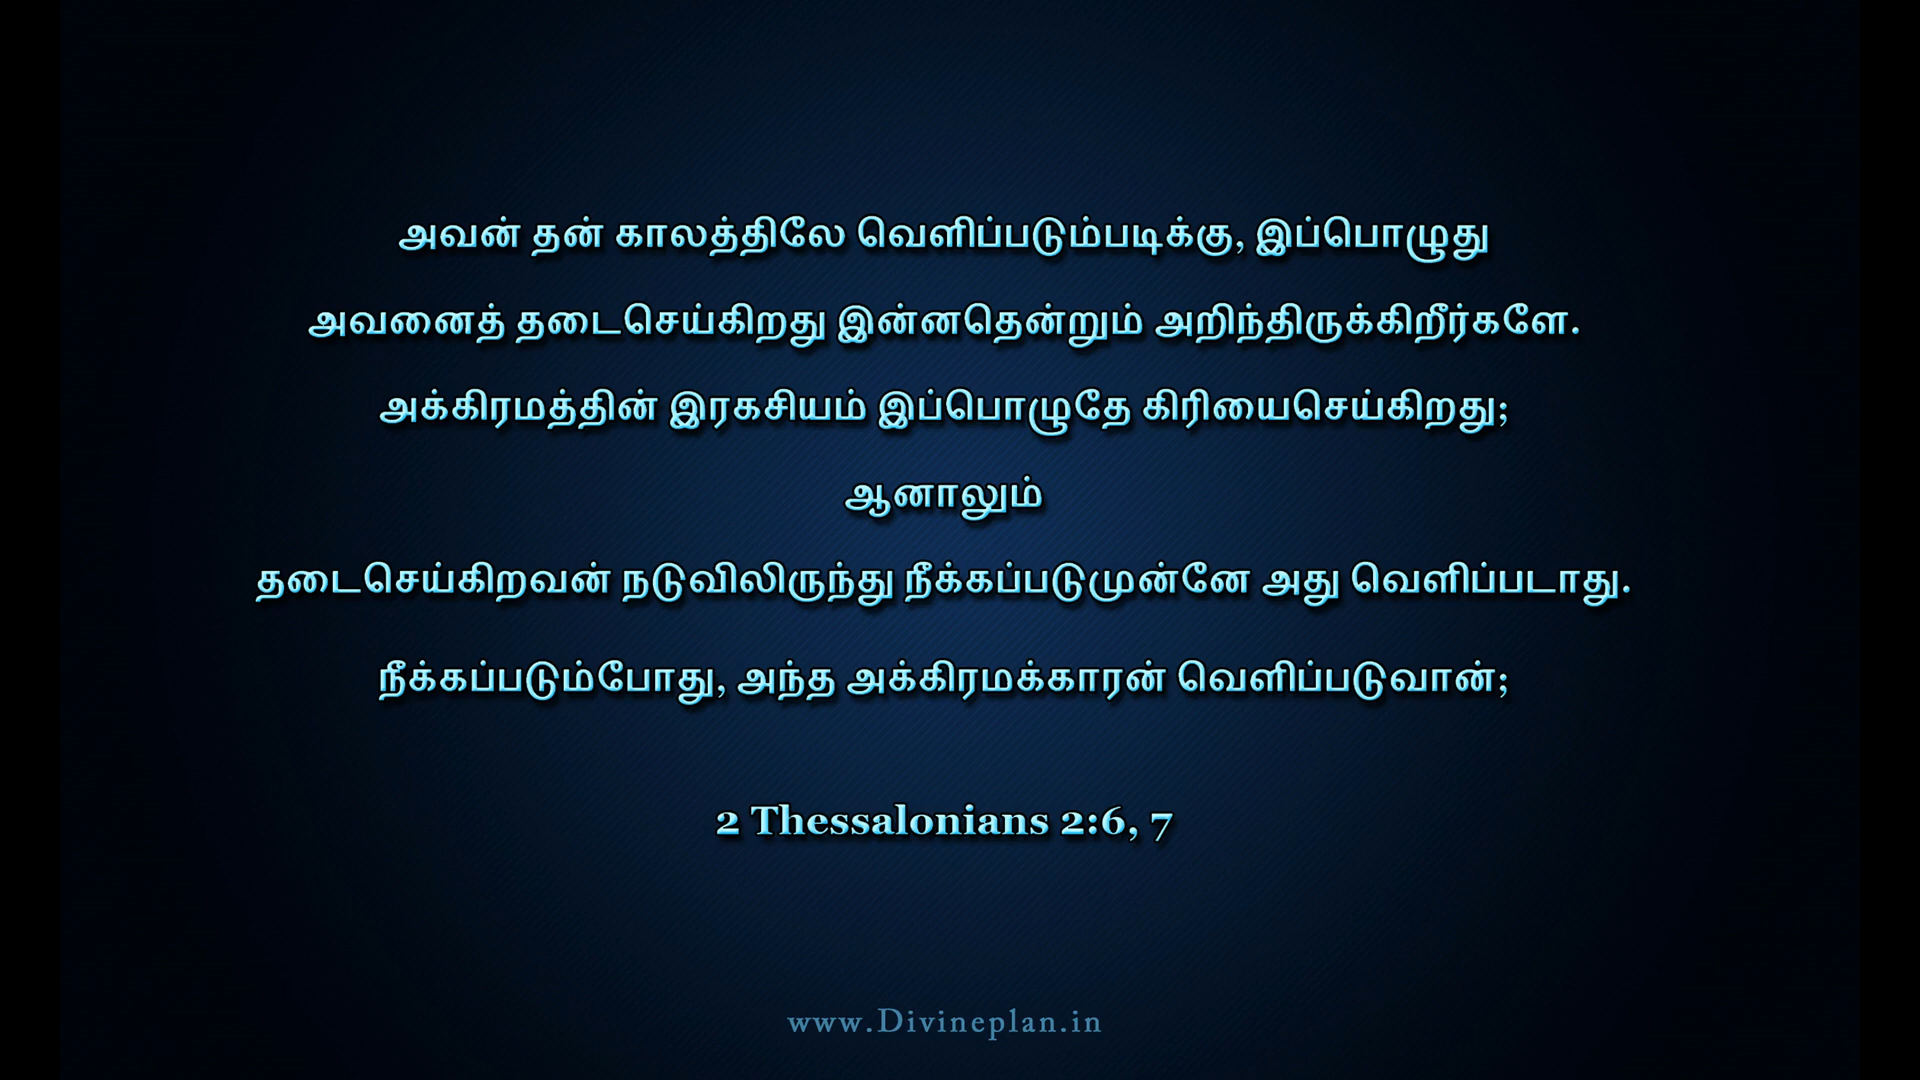 அவன் தன் காலத்திலே வெளிப்படும்படிக்கு, இப்பொழுது
அவனைத் தடைசெய்கிறது இன்னதென்றும் அறிந்திருக்கிறீர்களே.
அக்கிரமத்தின் இரகசியம் இப்பொழுதே கிரியைசெய்கிறது;
ஆனாலும்
தடைசெய்கிறவன் நடுவிலிருந்து நீக்கப்படுமுன்னே அது வெளிப்படாது.
நீக்கப்படும்போது, அந்த அக்கிரமக்காரன் வெளிப்படுவான்;
2 Thessalonians 2:6, 7
www.Divineplan.in